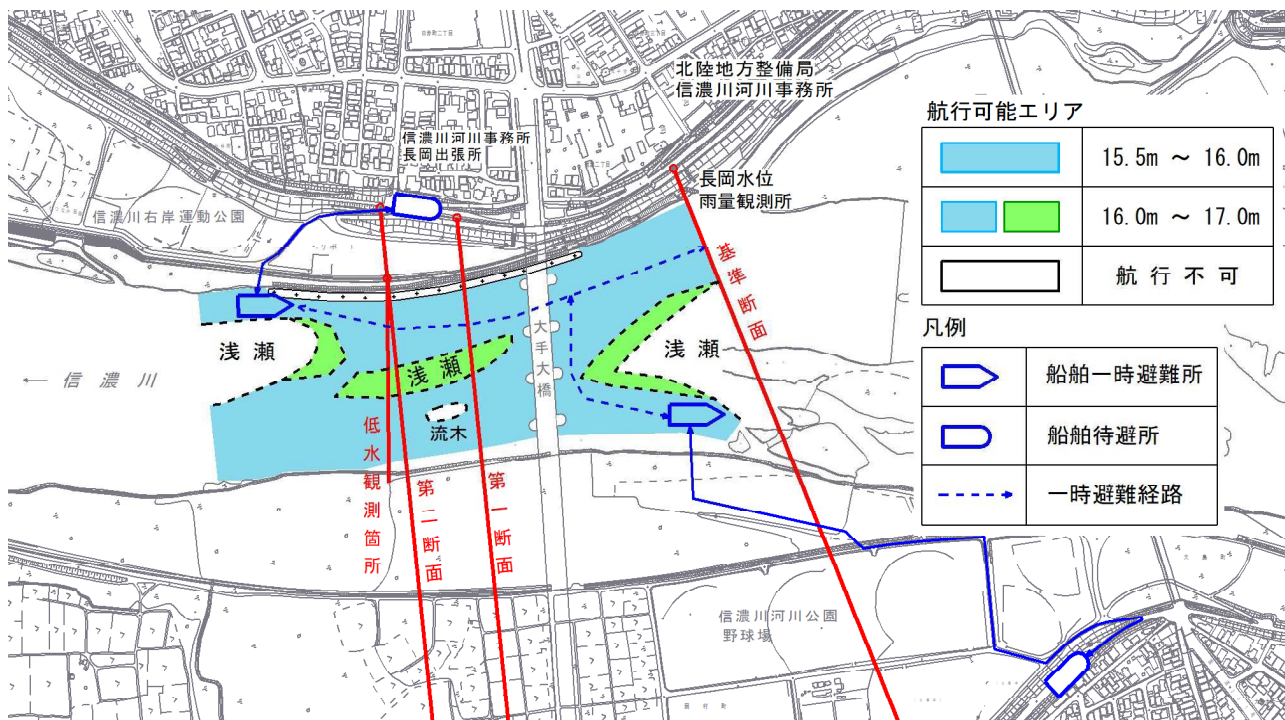 北陸地方整備局
信濃川河川事務所
信濃川河川事務所
長岡出張所
長岡水位
雨量観測所
信濃川右岸運動公園
基準断面
浅瀬
浅瀬
浅瀬
大手大橋
← 信濃川
流木
低水観測箇所
第二断面
第一断面
信濃川河川公園
野球場
航行可能エリア
15.5m ～ 16.0m
16.0m ～ 17.0m
航行不可
凡例
船舶一時避難所
船舶待避所
一時避難経路